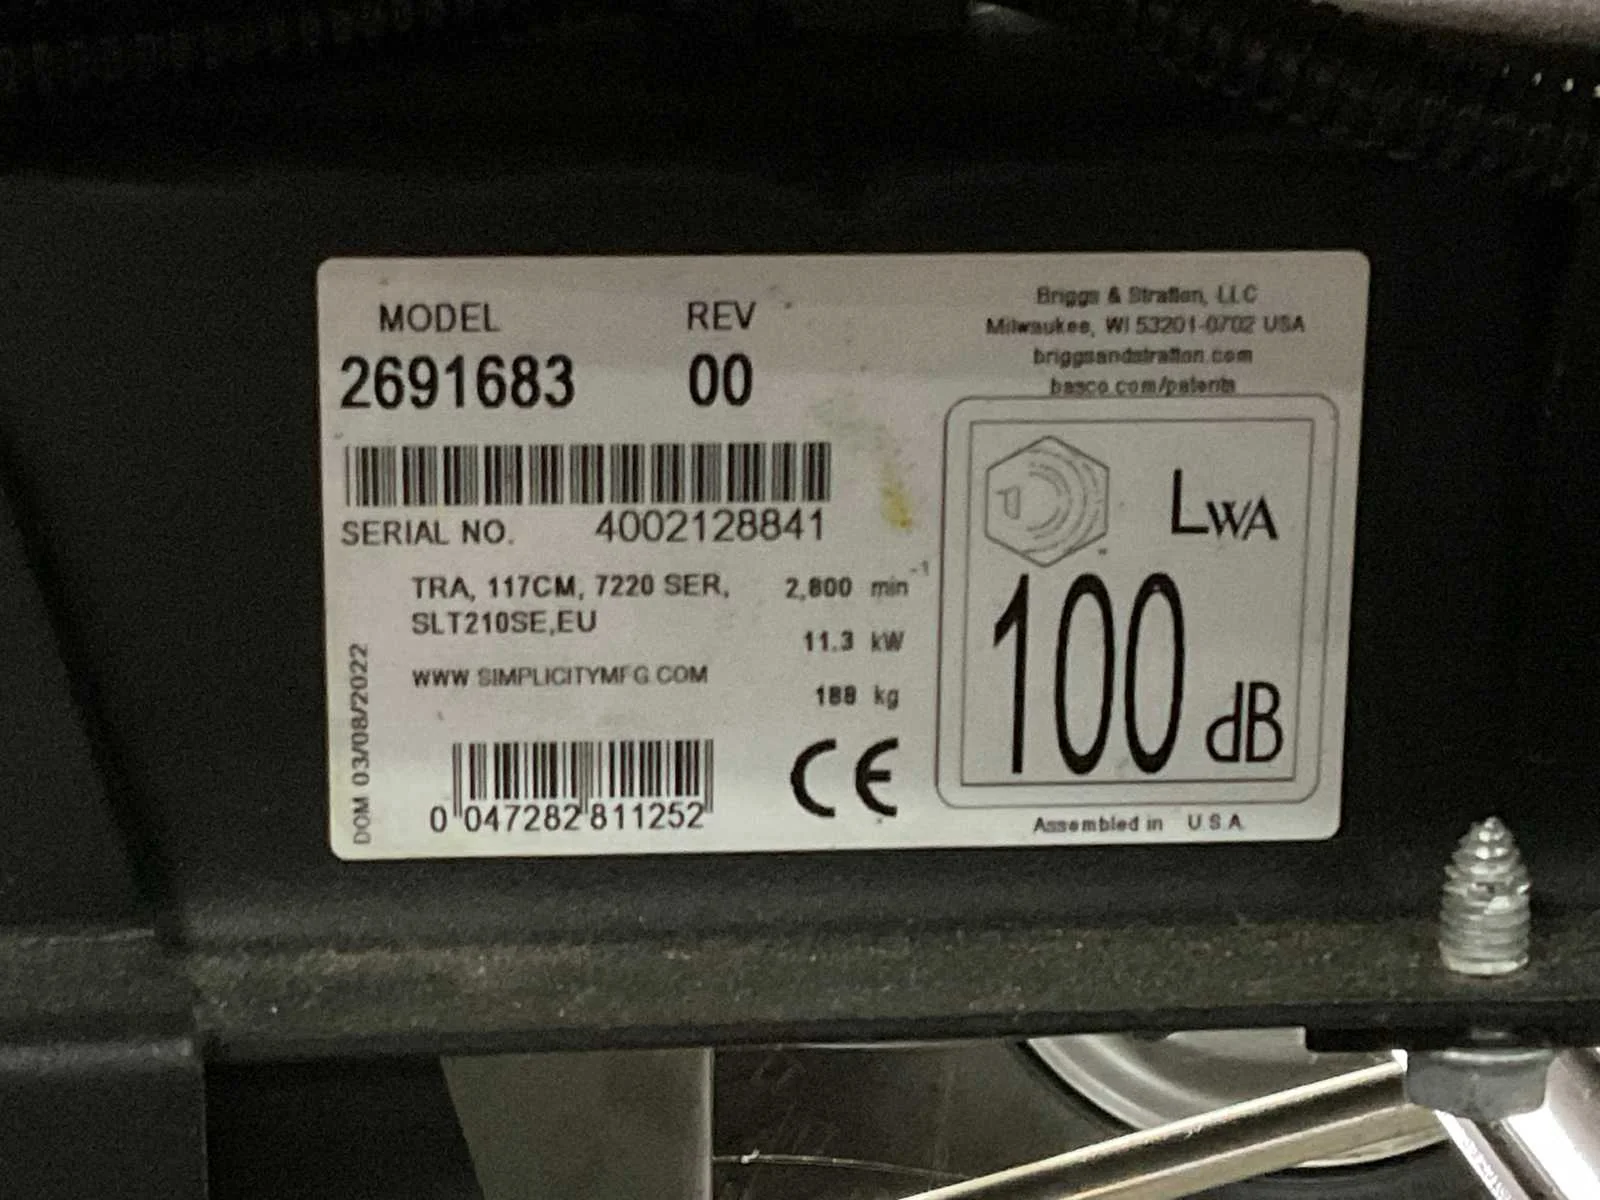 MODEL REV
2691683 00
Briggs & Stratton, LLC
Milwaukee, WI 53201-0702 USA
briggsandstratton.com
basco.com/patents
SERIAL NO. 4002128841
TRA, 117CM, 7220 SER,
SLT210SE,EU
WWW.SIMPLICITYMFG.COM
2,800 min-1
11.3 kW
188 kg
DOM 03/08/2022
0 047282 811252
CE
LWA
100 dB
Assembled in U.S.A.